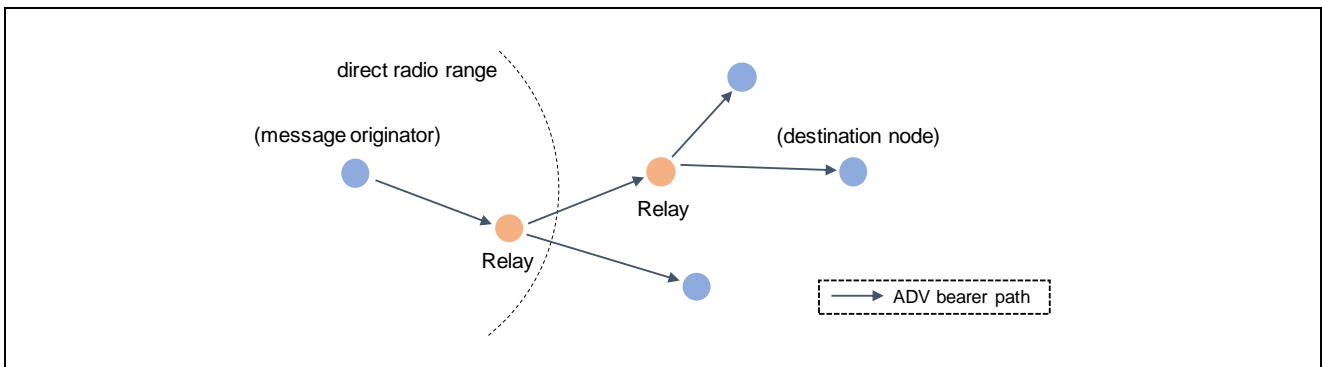 direct radio range
(message originator)
(destination node)
Relay
Relay
ADV bearer path